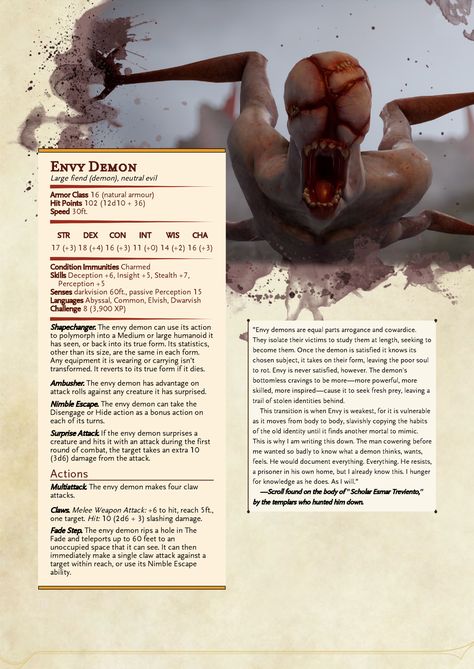 ENVY DEMON
Large fiend (demon), neutral evil
Armor Class 16 (natural armour)
Hit Points 102 (12d10 + 36)
Speed 30ft.
STR DEX CON INT WIS CHA
17 (+3) 18 (+4) 16 (+3) 11 (+0) 14 (+2) 16 (+3)
Condition Immunities Charmed
Skills Deception +6, Insight +5, Stealth +7,
Perception +5
Senses darkvision 60ft., passive Perception 15
Languages Abyssal, Common, Elvish, Dwarvish
Challenge 8 (3,900 XP)
Shapechanger. The envy demon can use its action
to polymorph into a Medium or large humanoid it
has seen, or back into its true form. Its statistics,
other than its size, are the same in each form.
Any equipment it is wearing or carrying isn't
transformed. It reverts to its true form if it dies.
Ambusher. The envy demon has advantage on
attack rolls against any creature it has surprised.
Nimble Escape. The envy demon can take the
Disengage or Hide action as a bonus action on
each of its turns.
Surprise Attack. If the envy demon surprises a
creature and hits it with an attack during the first
round of combat, the target takes an extra 10
(3d6) damage from the attack.
Actions
Multiattack. The envy demon makes four claw
attacks.
Claws. Melee Weapon Attack: +6 to hit, reach 5ft.,
one target. Hit: 10 (2d6 + 3) slashing damage.
Fade Step. The envy demon rips a hole in The
Fade and teleports up to 60 feet to an
unoccupied space that it can see. It can then
immediately make a single claw attack against a
target within reach, or use its Nimble Escape
ability.
"Envy demons are equal parts arrogance and cowardice.
They isolate their victims to study them at length, seeking to
become them. Once the demon is satisfied it knows its
chosen subject, it takes on their form, leaving the poor soul
to rot. Envy is never satisfied, however. The demon's
bottomless cravings to be more—more powerful, more
skilled, more inspired—cause it to seek fresh prey, leaving a
trail of stolen identities behind.
This transition is when Envy is weakest, for it is vulnerable
as it moves from body to body, slavishly copying the habits
of the old identity until it finds another mortal to mimic.
This is why I am writing this down. The man cowering before
me wanted so badly to know what a demon thinks, wants,
feels. He would document everything. Everything. He resists,
a prisoner in his own home, but I already know this. I hunger
for knowledge as he does. As I will."
—Scroll found on the body of "Scholar Esmar Trevlento,"
by the templars who hunted him down.